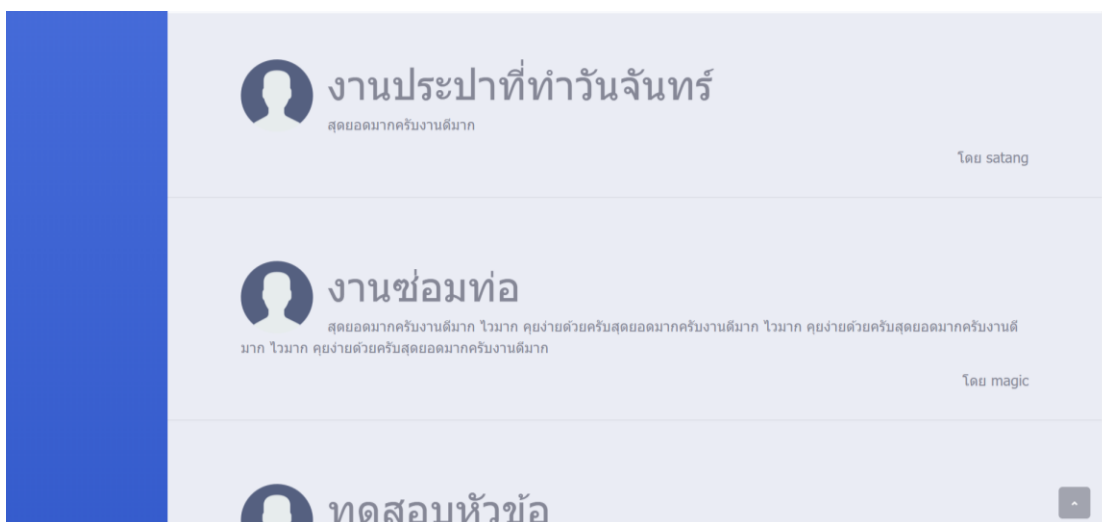 งานประปาที่ทำวันจันทร์
สุดยอดมากครับงานดีมาก
โดย satang
งานซ่อมท่อ
สุดยอดมากครับงานดีมาก ไวมาก คุยง่ายด้วยครับสุดยอดมากครับงานดีมาก ไวมาก คุยง่ายด้วยครับสุดยอดมากครับงานดี
มาก ไวมาก คุยง่ายด้วยครับสุดยอดมากครับงานดีมาก
โดย magic
ทดสอบหัวข้อ